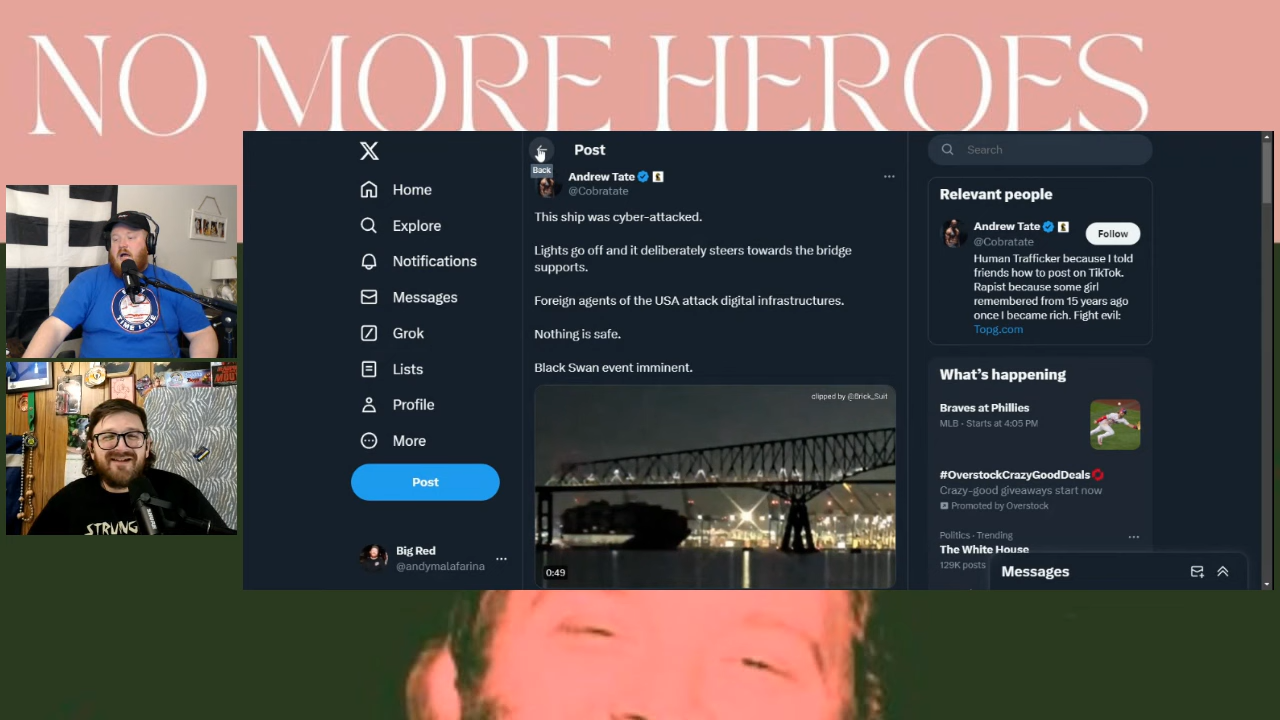 NO MORE HEROES
Post
Search
Back
Andrew Tate
@Cobratate
This ship was cyber-attacked.
Lights go off and it deliberately steers towards the bridge
supports.
Foreign agents of the USA attack digital infrastructures.
Nothing is safe.
Black Swan event imminent.
clipped by @Brick_Suit
0:49
Home
Explore
Notifications
Messages
Grok
Lists
Profile
More
Post
Big Red
@andymalafarina
Relevant people
Andrew Tate
@Cobratate
Follow
Human Trafficker because I told
friends how to post on TikTok.
Rapist because some girl
remembered from 15 years ago
once I became rich. Fight evil:
Topg.com
What's happening
Braves at Phillies
MLB · Starts at 4:05 PM
#OverstockCrazyGoodDeals
Crazy-good giveaways start now
Promoted by Overstock
Politics · Trending
The White House
129K posts
Messages
TIME I DIE
STRUNG